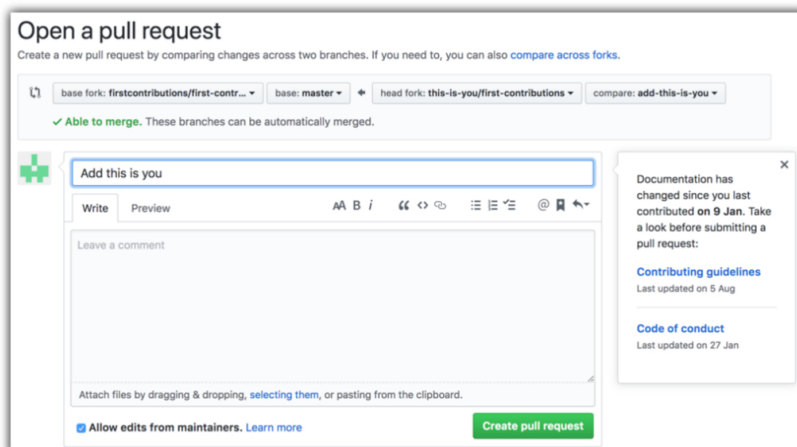 Open a pull request
Create a new pull request by comparing changes across two branches. If you need to, you can also compare across forks.
base fork: firstcontributions/first-contr... base: master head fork: this-is-you/first-contributions compare: add-this-is-you
Able to merge. These branches can be automatically merged.
Add this is you
Write Preview AA B i
Leave a comment
Attach files by dragging & dropping, selecting them, or pasting from the clipboard.
Allow edits from maintainers. Learn more
Create pull request
Documentation has
changed since you last
contributed on 9 Jan. Take
a look before submitting a
pull request:
Contributing guidelines
Last updated on 5 Aug
Code of conduct
Last updated on 27 Jan